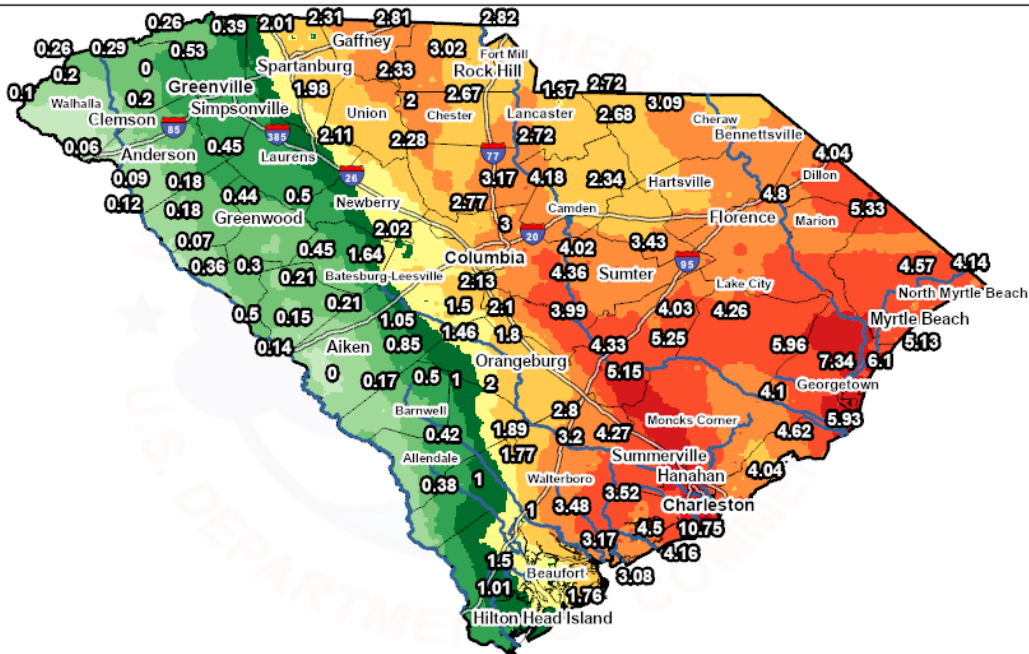 0.26 0.39 2.01 2.31 2.81 2.82
0.26 0.29 0.53 Gaffney 3.02 Fort Mill
0.2 0 Spartanburg 2.33 Rock Hill
0.1 Walhalla 0.2 Greenville 1.98 2 2.67 1.37 2.72
Clemson 85 Simpsonville Union Chester Lancaster 2.68 3.09 Cheraw
0.06 Anderson 0.45 385 Laurens 2.11 2.28 77 2.72 Bennettsville
0.09 0.18 26 3.17 4.18 2.34 Hartsville 4.04 Dillon
0.12 0.18 0.44 0.5 Newberry 2.77 Camden 4.8 5.33
Greenwood 2.02 3 20 Florence Marion
0.07 0.45 1.64 Columbia 4.02 3.43 95
0.36 0.3 0.21 Batesburg-Leesville 2.13 4.36 Sumter Lake City 4.57 4.14
0.5 0.15 0.21 1.05 1.5 2.1 3.99 4.03 4.26 North Myrtle Beach
0.14 Aiken 0.85 1.46 1.8 4.33 5.25 5.96 Myrtle Beach 5.13
0 0.17 0.5 1 2 Orangeburg 5.15 7.34 6.1
Barnwell 2.8 4.1 Georgetown
0.42 1.89 3.2 4.27 Moncks Corner 4.62 5.93
Allendale 1.77 Summerville 4.04
0.38 1 Walterboro 3.52 Hanahan
1 3.48 Charleston
3.17 4.5 10.75
1.5 Beaufort 3.08 4.16
1.01 1.76
Hilton Head Island
U.S. DEPARTMENT